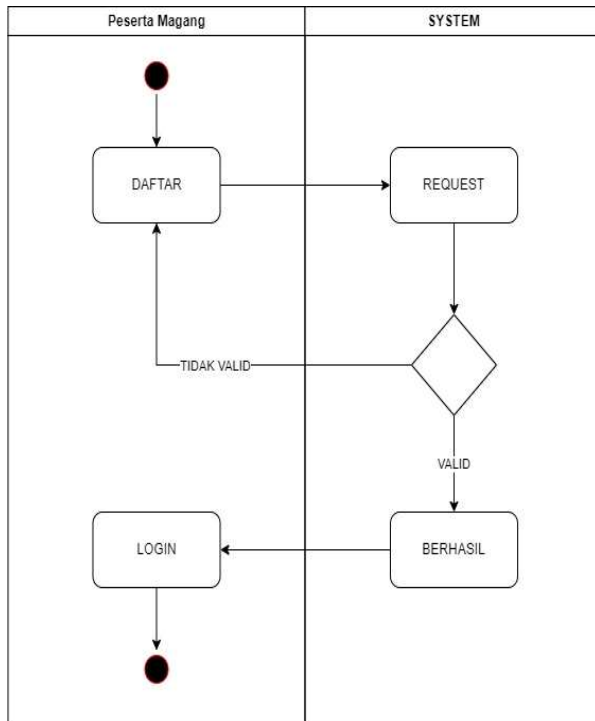 Peserta Magang
SYSTEM
DAFTAR
REQUEST
TIDAK VALID
VALID
LOGIN
BERHASIL